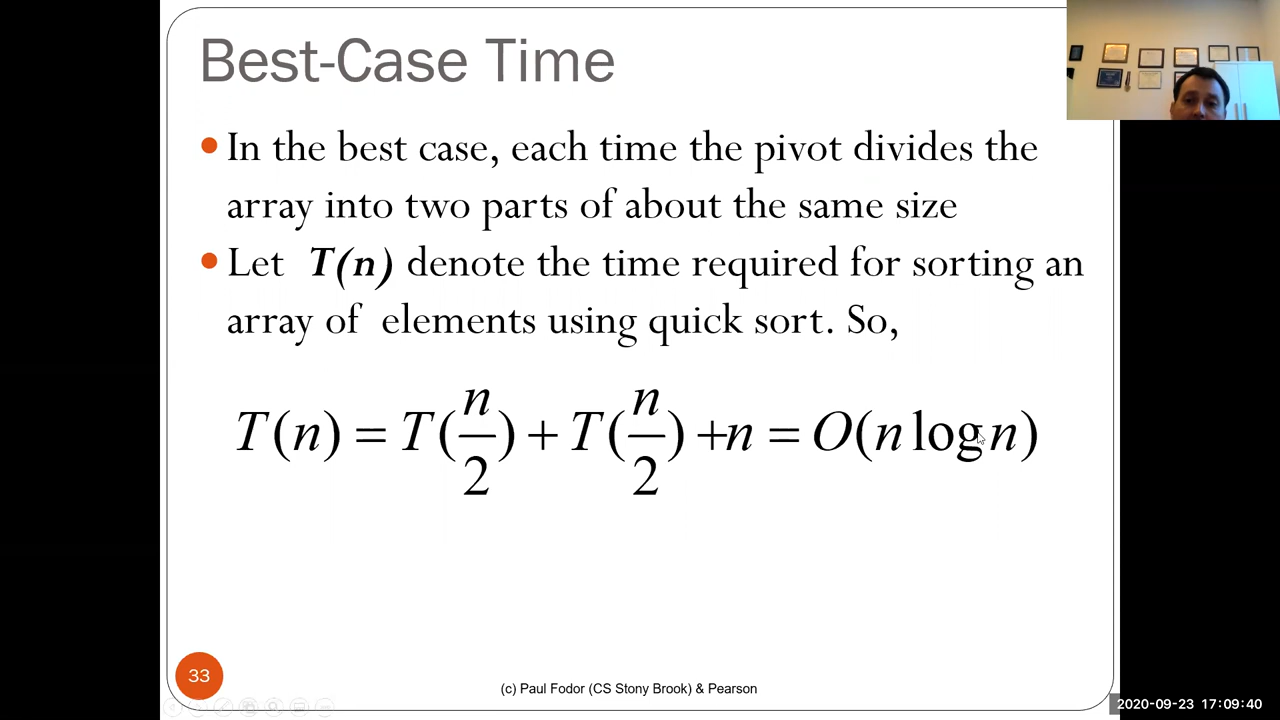 Best-Case Time
• In the best case, each time the pivot divides the
array into two parts of about the same size
• Let T(n) denote the time required for sorting an
array of elements using quick sort. So,
T(n) = T(n/2) + T(n/2) + n = O(n log n)
33
(c) Paul Fodor (CS Stony Brook) & Pearson
2020-09-23 17:09:40